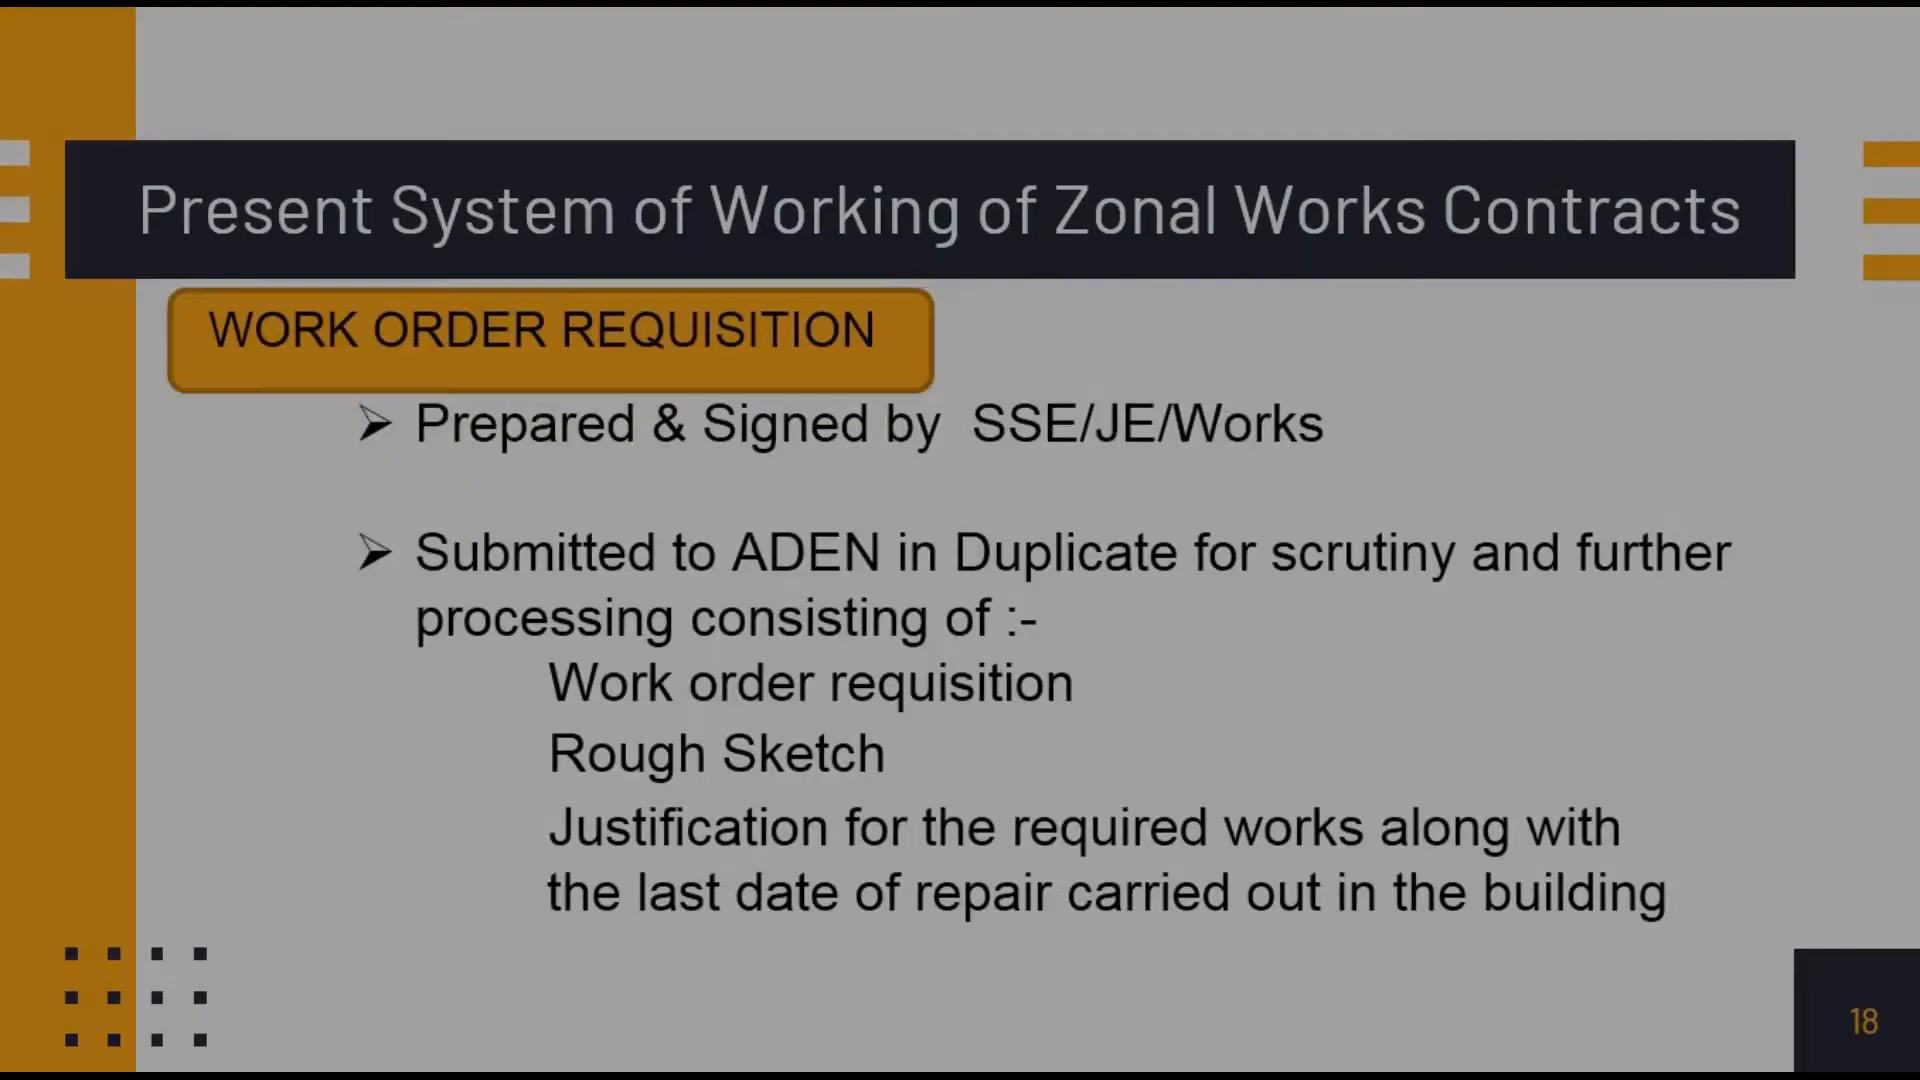 Present System of Working of Zonal Works Contracts
WORK ORDER REQUISITION
➢ Prepared & Signed by SSE/JE/Works
➢ Submitted to ADEN in Duplicate for scrutiny and further
processing consisting of :-
Work order requisition
Rough Sketch
Justification for the required works along with
the last date of repair carried out in the building
18